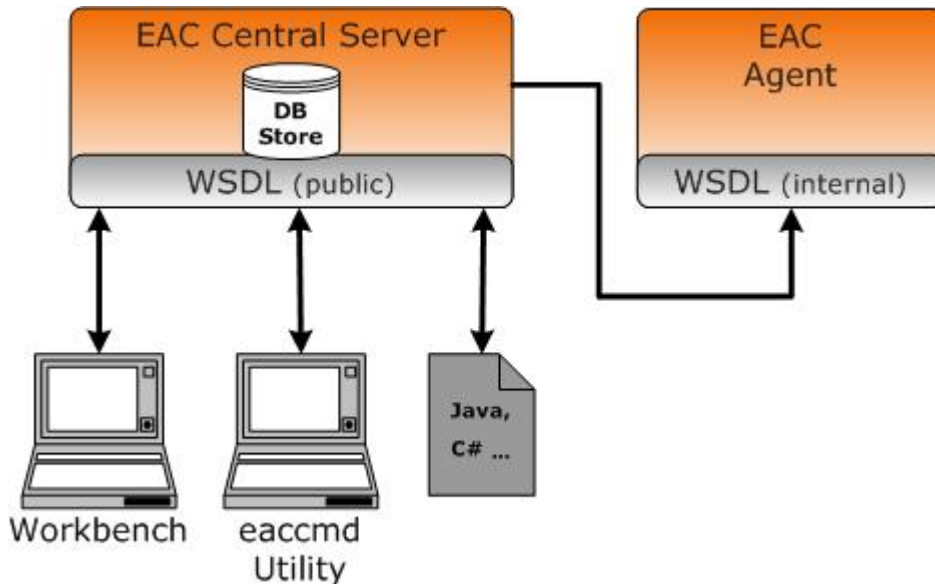 EAC Central Server
DB
Store
WSDL (public)
EAC
Agent
WSDL (internal)
Java,
C# ...
Workbench
eaccmd
Utility